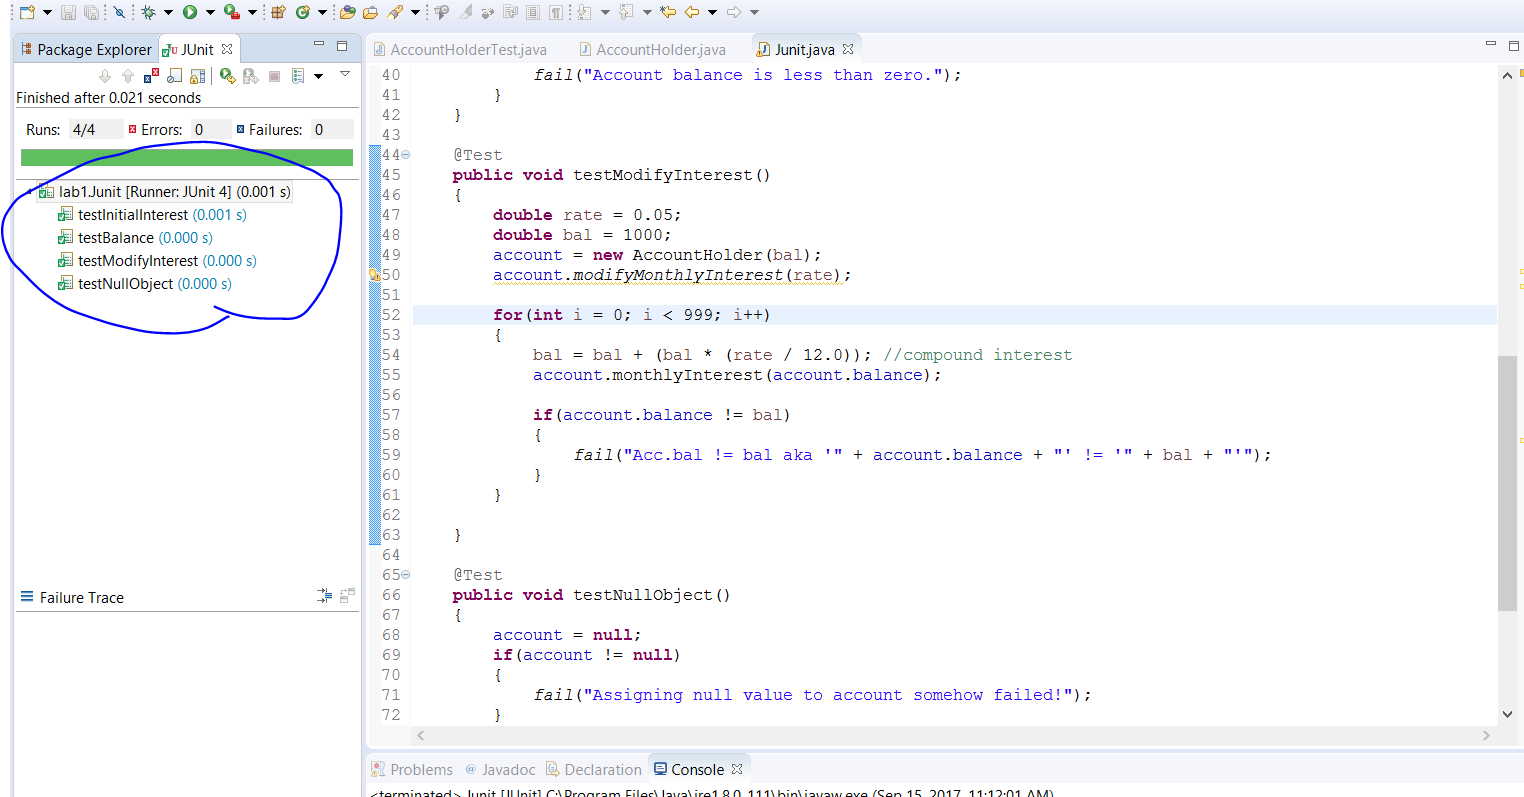 Package Explorer JUnit
Finished after 0.021 seconds
Runs: 4/4 Errors: 0 Failures: 0
lab1.Junit [Runner: JUnit 4] (0.001 s)
testInitialInterest (0.001 s)
testBalance (0.000 s)
testModifyInterest (0.000 s)
testNullObject (0.000 s)
Failure Trace
AccountHolderTest.java AccountHolder.java Junit.java
40 fail("Account balance is less than zero.");
41 }
42 }
43
44 @Test
45 public void testModifyInterest()
46 {
47 double rate = 0.05;
48 double bal = 1000;
49 account = new AccountHolder(bal);
50 account.modifyMonthlyInterest(rate);
51
52 for(int i = 0; i < 999; i++)
53 {
54 bal = bal + (bal * (rate / 12.0)); //compound interest
55 account.monthlyInterest(account.balance);
56
57 if(account.balance != bal)
58 {
59 fail("Acc.bal != bal aka '" + account.balance + "' != '" + bal + "'");
60 }
61 }
62
63 }
64
65 @Test
66 public void testNullObject()
67 {
68 account = null;
69 if(account != null)
70 {
71 fail("Assigning null value to account somehow failed!");
72 }
Problems @ Javadoc Declaration Console
<terminated> Junit [JUnit] C:\Program Files\Java\jre1.8.0_111\bin\javaw.exe (Sep 15, 2017, 11:12:01 AM)